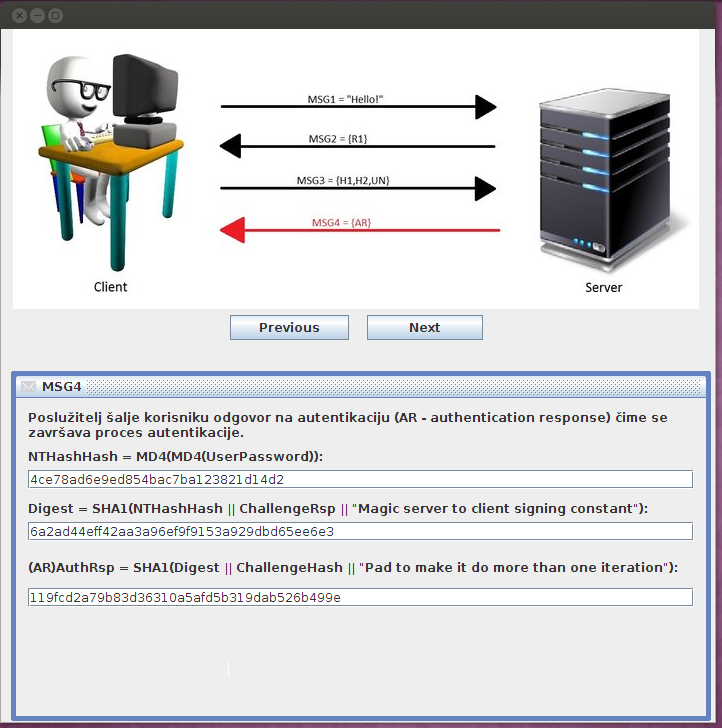 MSG1 = "Hello!"
MSG2 = {R1}
MSG3 = {H1,H2,UN}
MSG4 = {AR}
Client
Server
Previous
Next
MSG4
Poslužitelj šalje korisniku odgovor na autentikaciju (AR - authentication response) čime se
završava proces autentikacije.
NTHashHash = MD4(MD4(UserPassword)):
4ce78ad6e9ed854bac7ba123821d14d2
Digest = SHA1(NTHashHash || ChallengeRsp || "Magic server to client signing constant"):
6a2ad44eff42aa3a96ef9f9153a929dbd65ee6e3
(AR)AuthRsp = SHA1(Digest || ChallengeHash || "Pad to make it do more than one iteration"):
119fcd2a79b83d36310a5afd5b319dab526b499e